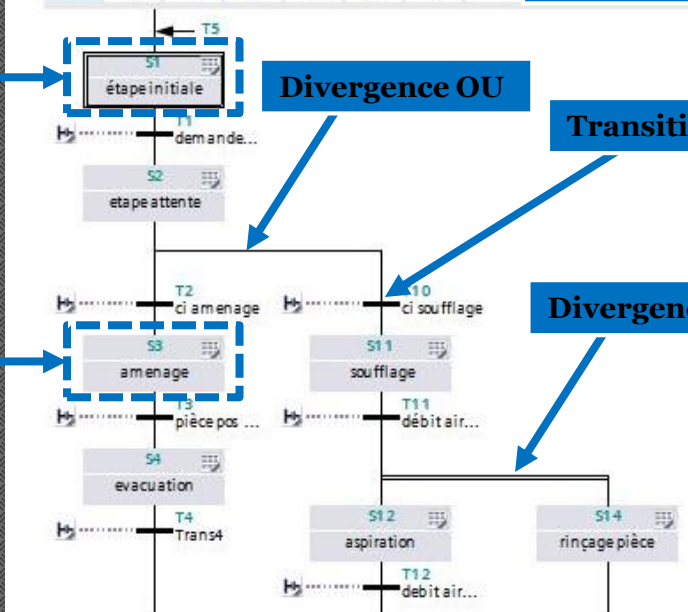 T5
S1
étape initiale
Divergence OU
T1
demande...
Transiti
S2
etape attente
T2
ci amenage
T10
ci soufflage
Divergenc
S3
amenage
S11
soufflage
T3
pièce pos ...
T11
débit air...
S4
evacuation
T4
Trans4
S12
aspiration
S14
rinçage pièce
T12
debit air...